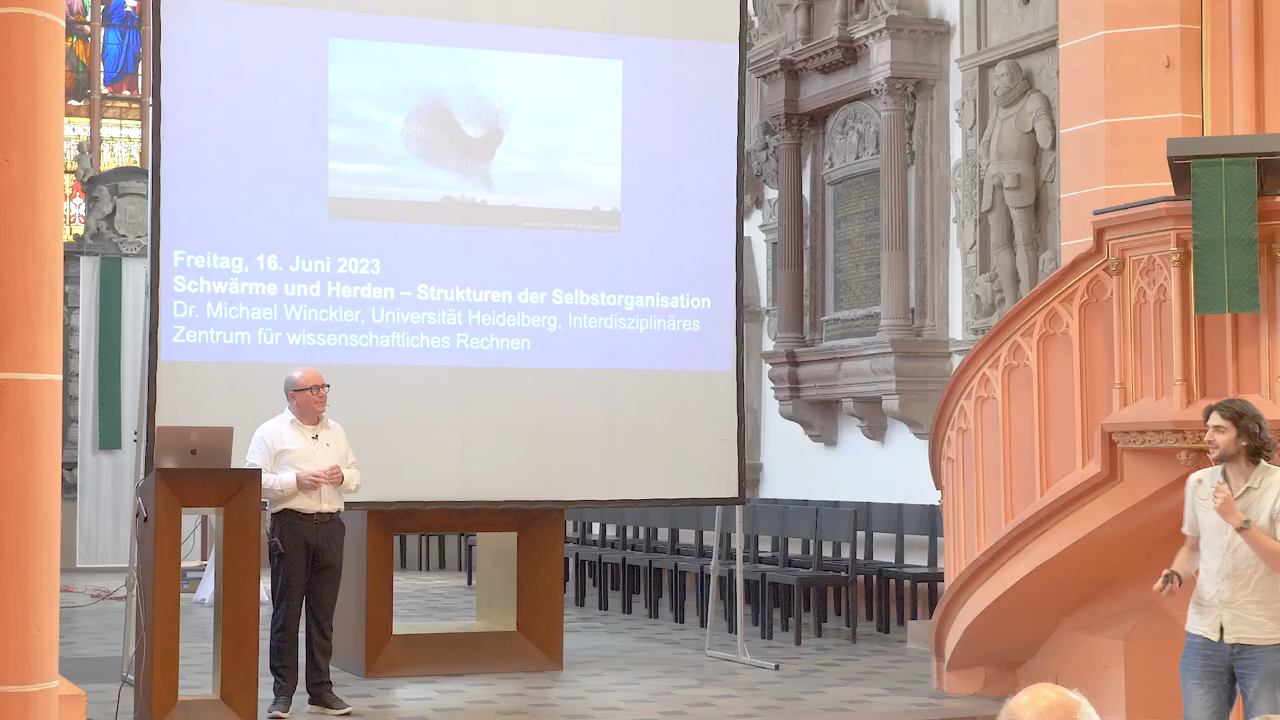 Freitag, 16. Juni 2023
Schwärme und Herden – Strukturen der Selbstorganisation
Dr. Michael Winckler, Universität Heidelberg, Interdisziplinäres
Zentrum für wissenschaftliches Rechnen